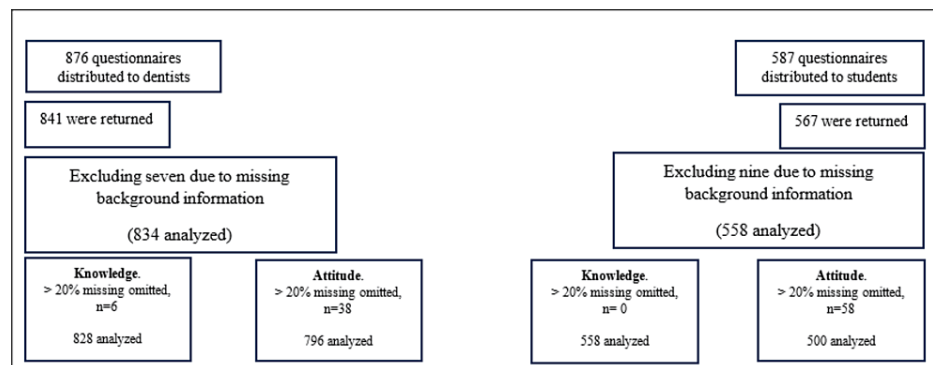 876 questionnaires
distributed to dentists
841 were returned
Excluding seven due to missing
background information
(834 analyzed)
Knowledge.
> 20% missing omitted,
n=6
828 analyzed
Attitude.
> 20% missing omitted,
n=38
796 analyzed
587 questionnaires
distributed to students
567 were returned
Excluding nine due to missing
background information
(558 analyzed)
Knowledge.
> 20% missing omitted,
n= 0
558 analyzed
Attitude.
> 20% missing omitted,
n=58
500 analyzed